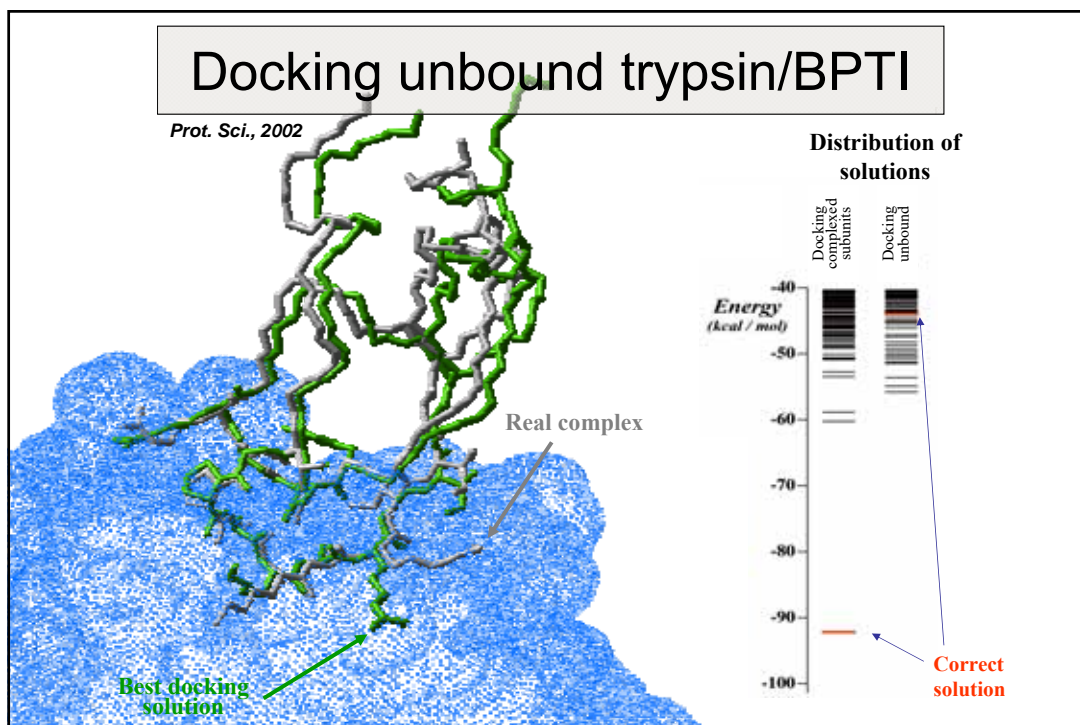 Docking unbound trypsin/BPTI
Prot. Sci., 2002
Distribution of
solutions
Docking
complexed
subunits
Docking
unbound
Energy
(kcal / mol)
-40
-50
-60
-70
-80
-90
-100
Real complex
Best docking
solution
Correct
solution